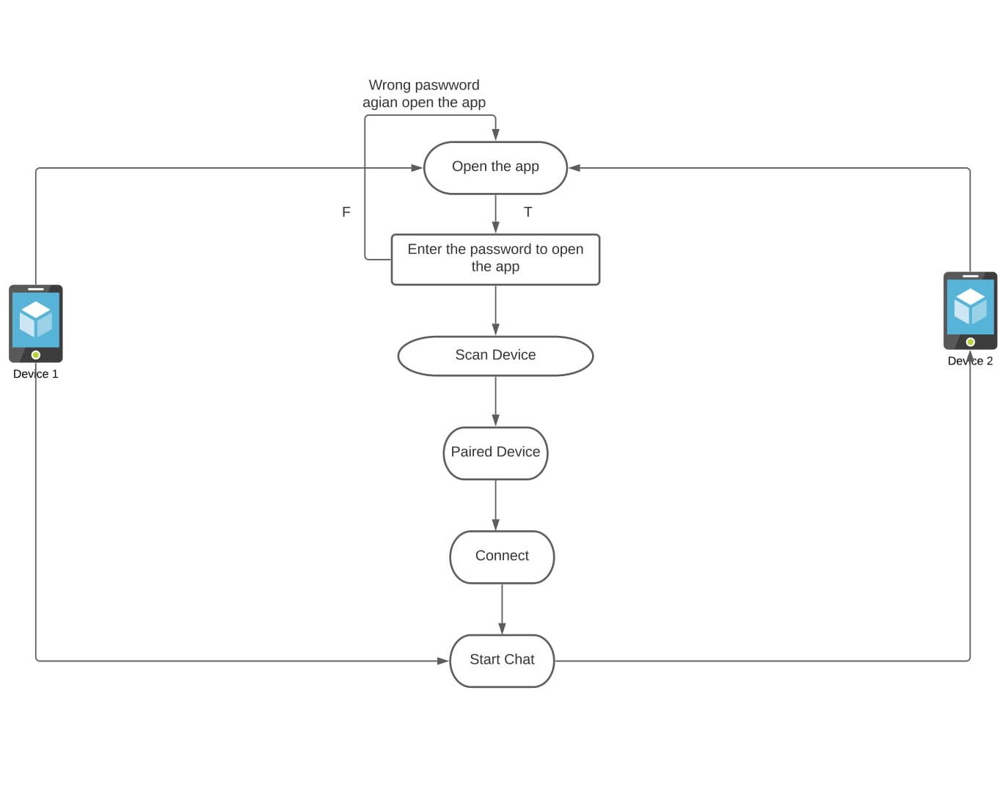 Wrong paswword
agian open the app
Open the app
F
T
Enter the password to open
the app
Scan Device
Device 1
Device 2
Paired Device
Connect
Start Chat